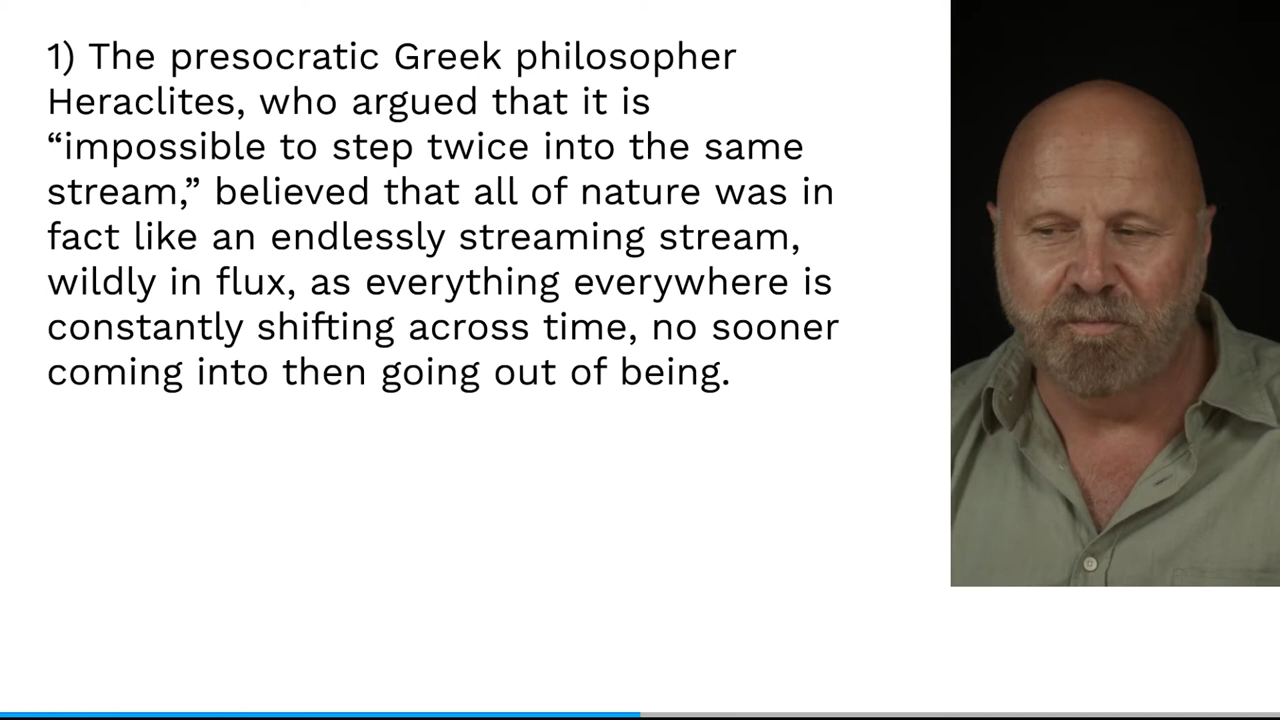 1) The presocratic Greek philosopher
Heraclites, who argued that it is
“impossible to step twice into the same
stream,” believed that all of nature was in
fact like an endlessly streaming stream,
wildly in flux, as everything everywhere is
constantly shifting across time, no sooner
coming into then going out of being.